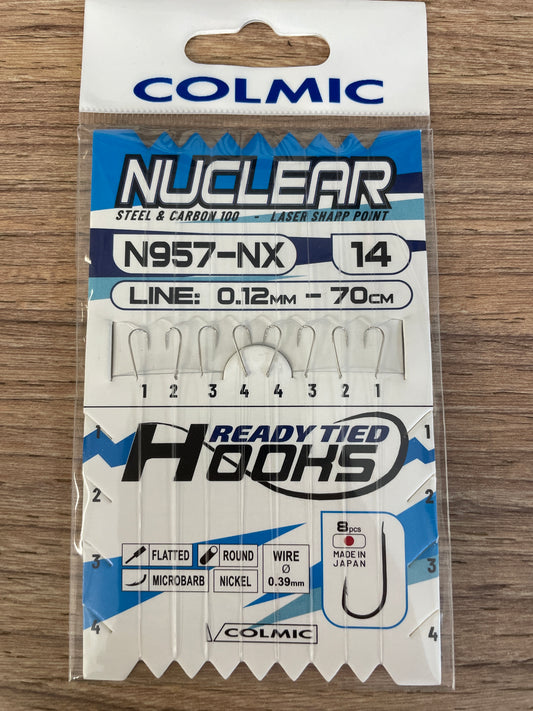 COLMIC
NUCLEAR
STEEL & CARBON 100 - LASER SHARP POINT
N957-NX 14
LINE: 0.12MM - 70CM
1 2 3 4 4 3 2 1
READY TIED
HOOKS
1 1
2 2
3 3
4 4
8pcs
MADE IN
JAPAN
FLATTED ROUND WIRE
Ø
MICROBARB NICKEL 0.39mm
COLMIC